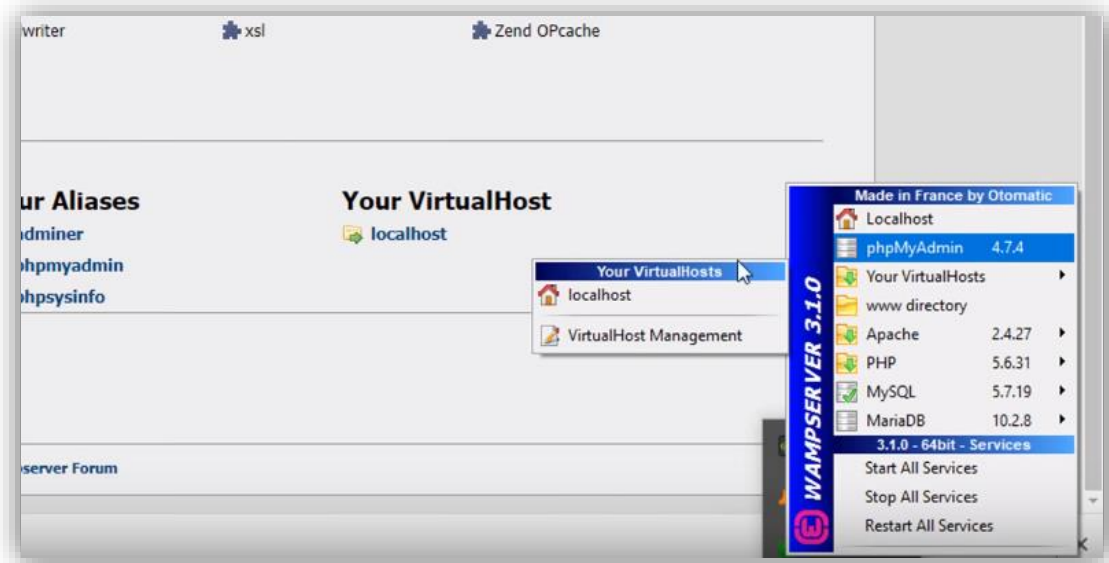 writer xsl Zend OPcache
ur Aliases
dminer
hpmyadmin
hpsysinfo
Your VirtualHost
localhost
server Forum
Your VirtualHosts
localhost
VirtualHost Management
WAMPSERVER 3.1.0
Made in France by Otomatic
Localhost
phpMyAdmin 4.7.4
Your VirtualHosts
www directory
Apache 2.4.27
PHP 5.6.31
MySQL 5.7.19
MariaDB 10.2.8
3.1.0 - 64bit - Services
Start All Services
Stop All Services
Restart All Services